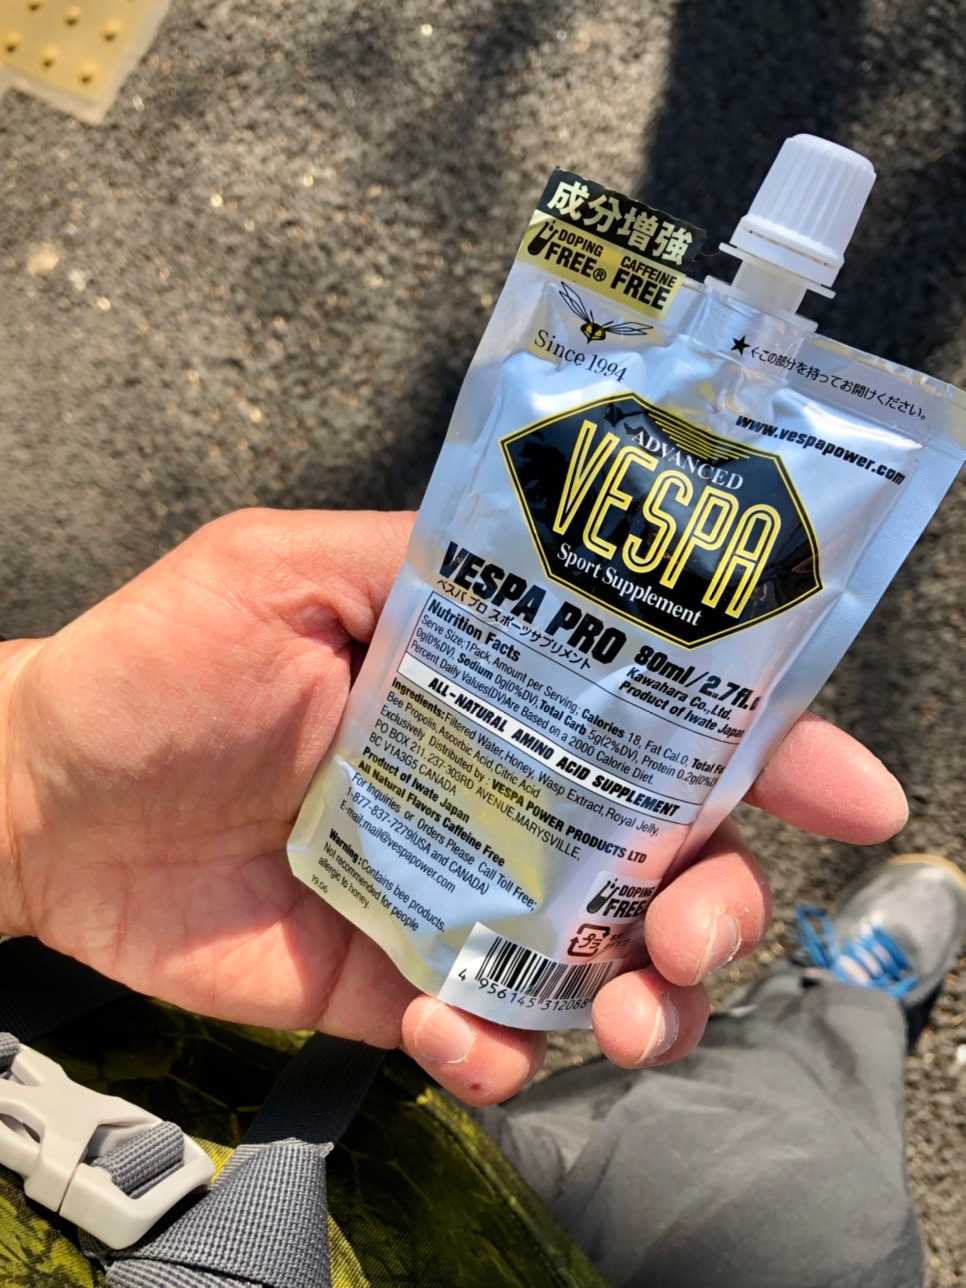 成分増強
DOPING FREE® CAFFEINE FREE
Since 1994
★←この部分を持ってお開けください。
www.vespapower.com
ADVANCED
VESPA
Sport Supplement
VESPA PRO
ベスパ プロ スポーツサプリメント
80ml/2.7fl.
Kawahara Co.,Ltd.
Product of Iwate Japan
Nutrition Facts
Serve Size,1Pack, Amount per Serving: Calories 18, Fat Cal 0, Total
0g(0%DV), Sodium 0g(0%DV), Total Carb 5g(2%DV), Protein 0.2g
Percent Daily Values(DV)Are Based on a 2000 Calorie Diet.
ALL-NATURAL AMINO ACID SUPPLEMENT
Ingredients: Filtered Water, Honey, Wasp Extract, Royal Jelly,
Bee Propolis, Ascorbic Acid, Citric Acid
Exclusively Distributed by : VESPA POWER PRODUCTS LTD
PO BOX 211, 237-303RD AVENUE, MARYSVILLE,
BC V1A3G5 CANADA
Product of Iwate Japan
All Natural Flavors Caffeine Free
For Inquiries or Orders Please Call Toll Free;
1-877-837-7279(USA and CANADA)
E-mail,mail@vespapower.com
Warning: Contains bee products.
Not recommended for people
allergic to honey.
19.06
DOPING
FREE
プラ
4 956145 312088